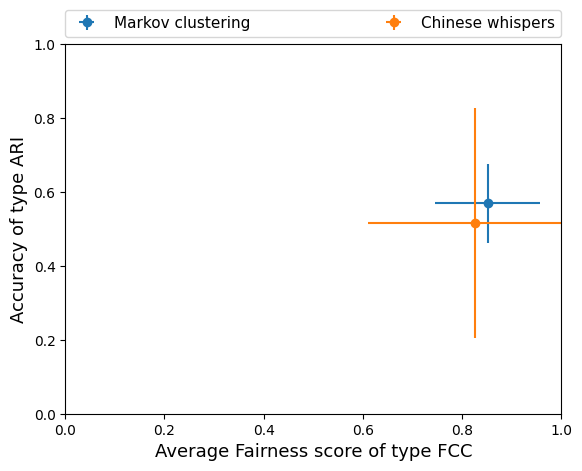 Markov clustering Chinese whispers
1.0
0.8
0.6
0.4
0.2
0.0
Accuracy of type ARI
0.0 0.2 0.4 0.6 0.8 1.0
Average Fairness score of type FCC